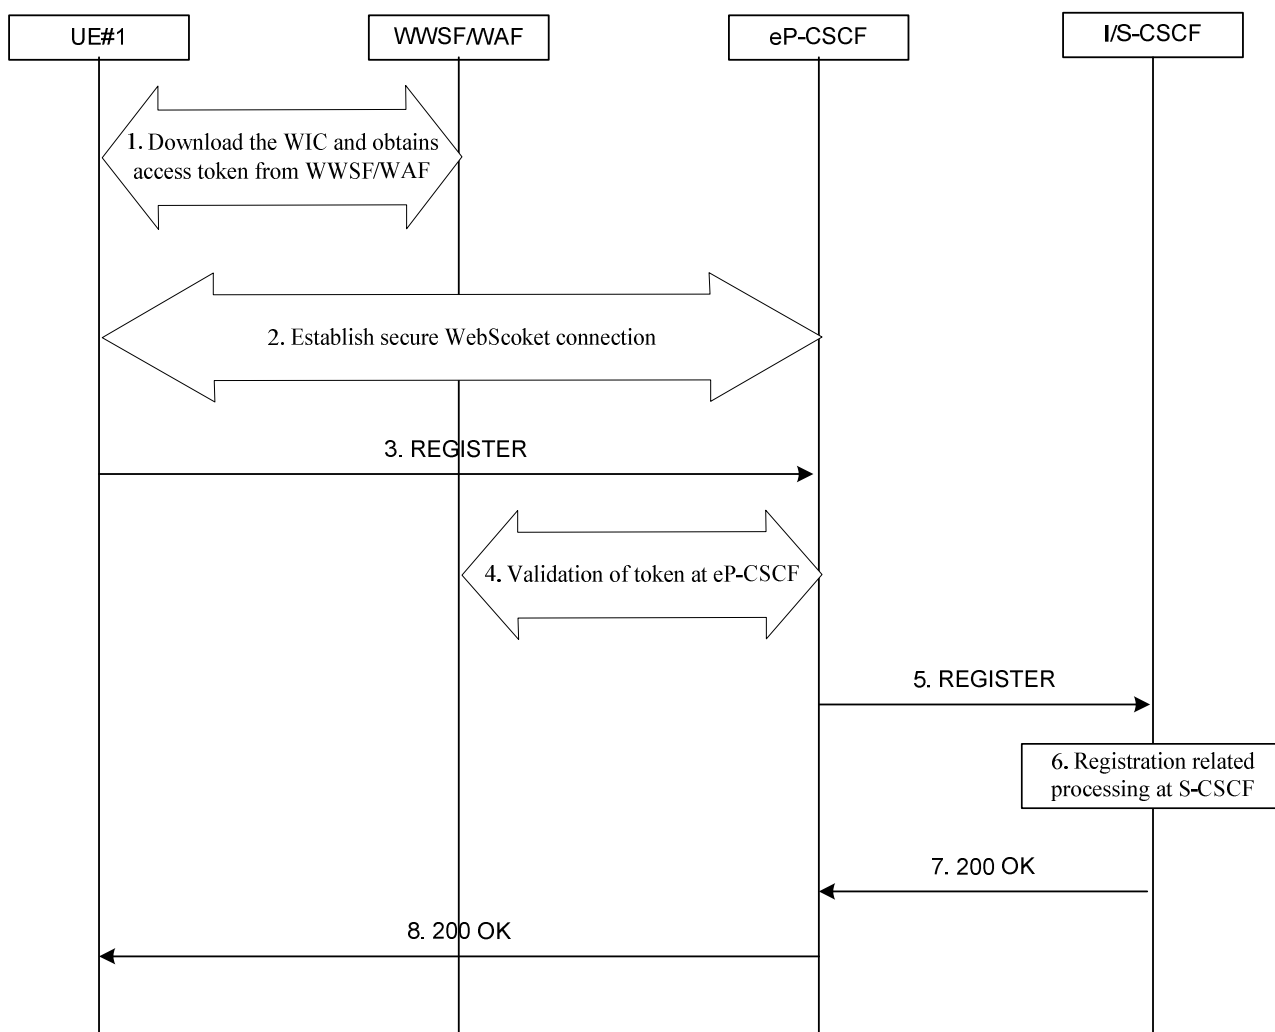 UE#1
WWSF/WAF
eP-CSCF
I/S-CSCF
1. Download the WIC and obtains
access token from WWSF/WAF
2. Establish secure WebScoket connection
3. REGISTER
4. Validation of token at eP-CSCF
5. REGISTER
6. Registration related
processing at S-CSCF
7. 200 OK
8. 200 OK